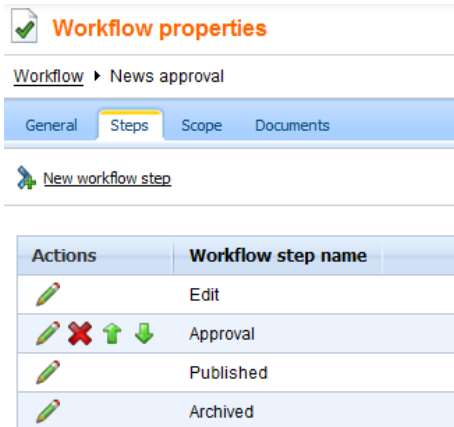 Workflow properties
Workflow ▶ News approval
General Steps Scope Documents
New workflow step
Actions Workflow step name
Edit
Approval
Published
Archived